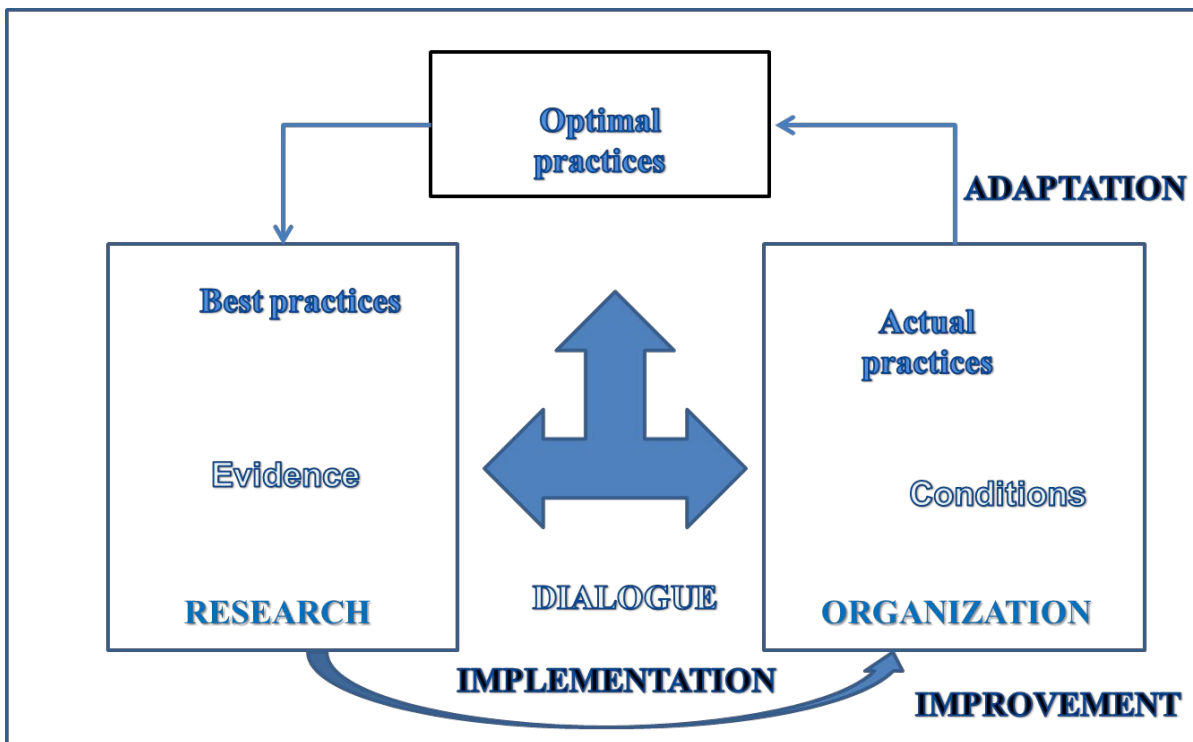 Optimal
practices
ADAPTATION
Best practices
Evidence
RESEARCH
DIALOGUE
Actual
practices
Conditions
ORGANIZATION
IMPLEMENTATION
IMPROVEMENT